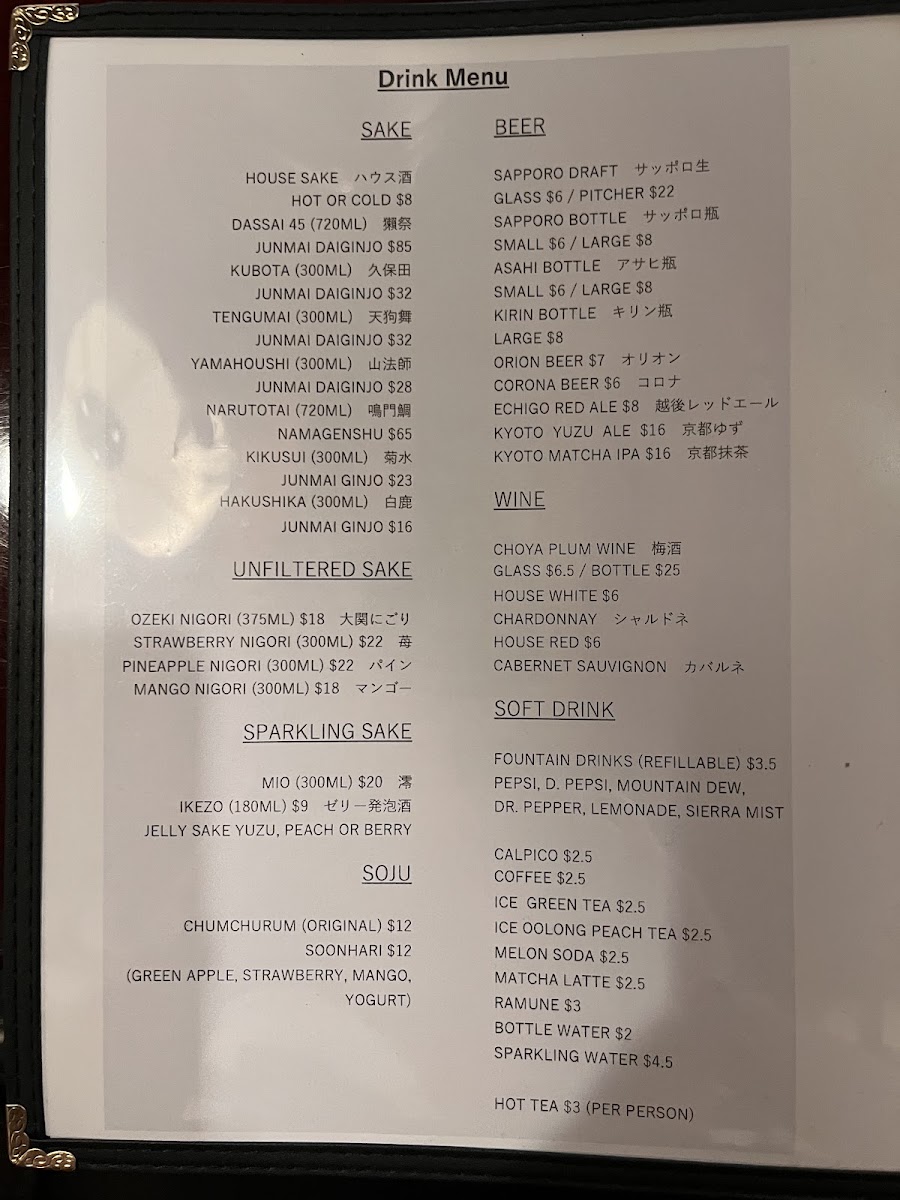 Drink Menu
SAKE
HOUSE SAKE ハウス酒
HOT OR COLD $8
DASSAI 45 (720ML) 獺祭
JUNMAI DAIGINJO $85
KUBOTA (300ML) 久保田
JUNMAI DAIGINJO $32
TENGUMAI (300ML) 天狗舞
JUNMAI DAIGINJO $32
YAMAHOUSHI (300ML) 山法師
JUNMAI DAIGINJO $28
NARUTOTAI (720ML) 鳴門鯛
NAMAGENSHU $65
KIKUSUI (300ML) 菊水
JUNMAI GINJO $23
HAKUSHIKA (300ML) 白鹿
JUNMAI GINJO $16
UNFILTERED SAKE
OZEKI NIGORI (375ML) $18 大関にごり
STRAWBERRY NIGORI (300ML) $22 苺
PINEAPPLE NIGORI (300ML) $22 パイン
MANGO NIGORI (300ML) $18 マンゴー
SPARKLING SAKE
MIO (300ML) $20 澪
IKEZO (180ML) $9 ゼリー発泡酒
JELLY SAKE YUZU, PEACH OR BERRY
SOJU
CHUMCHURUM (ORIGINAL) $12
SOONHARI $12
(GREEN APPLE, STRAWBERRY, MANGO,
YOGURT)
BEER
SAPPORO DRAFT サッポロ生
GLASS $6 / PITCHER $22
SAPPORO BOTTLE サッポロ瓶
SMALL $6 / LARGE $8
ASAHI BOTTLE アサヒ瓶
SMALL $6 / LARGE $8
KIRIN BOTTLE キリン瓶
LARGE $8
ORION BEER $7 オリオン
CORONA BEER $6 コロナ
ECHIGO RED ALE $8 越後レッドエール
KYOTO YUZU ALE $16 京都ゆず
KYOTO MATCHA IPA $16 京都抹茶
WINE
CHOYA PLUM WINE 梅酒
GLASS $6.5 / BOTTLE $25
HOUSE WHITE $6
CHARDONNAY シャルドネ
HOUSE RED $6
CABERNET SAUVIGNON カバルネ
SOFT DRINK
FOUNTAIN DRINKS (REFILLABLE) $3.5
PEPSI, D. PEPSI, MOUNTAIN DEW,
DR. PEPPER, LEMONADE, SIERRA MIST
CALPICO $2.5
COFFEE $2.5
ICE GREEN TEA $2.5
ICE OOLONG PEACH TEA $2.5
MELON SODA $2.5
MATCHA LATTE $2.5
RAMUNE $3
BOTTLE WATER $2
SPARKLING WATER $4.5
HOT TEA $3 (PER PERSON)